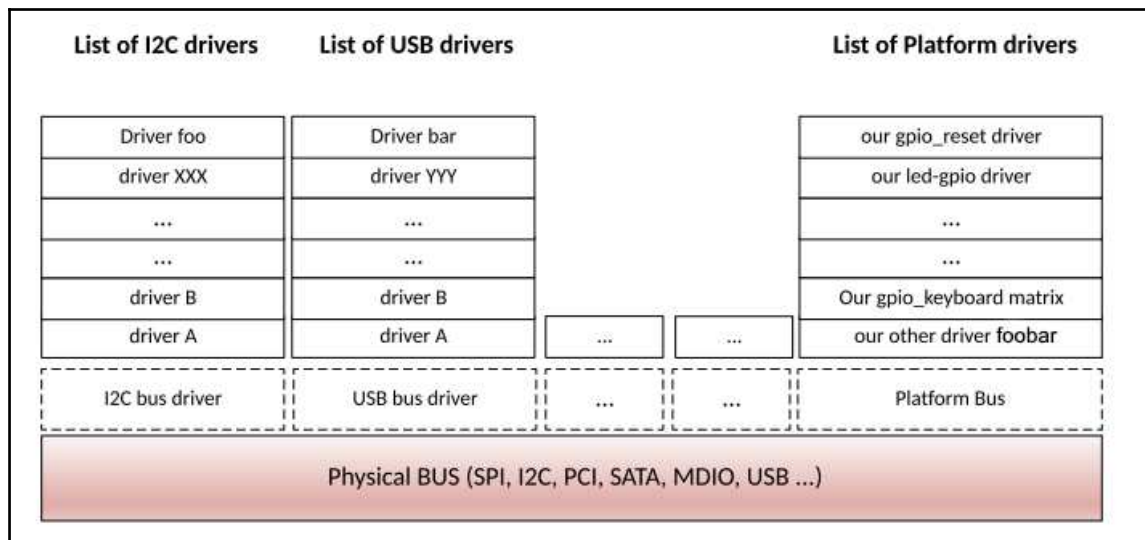 List of I2C drivers
List of USB drivers
List of Platform drivers
Driver foo
driver XXX
...
...
driver B
driver A
I2C bus driver
Driver bar
driver YYY
...
...
driver B
driver A
USB bus driver
...
...
...
...
our gpio_reset driver
our led-gpio driver
...
...
Our gpio_keyboard matrix
our other driver foobar
Platform Bus
Physical BUS (SPI, I2C, PCI, SATA, MDIO, USB ...)